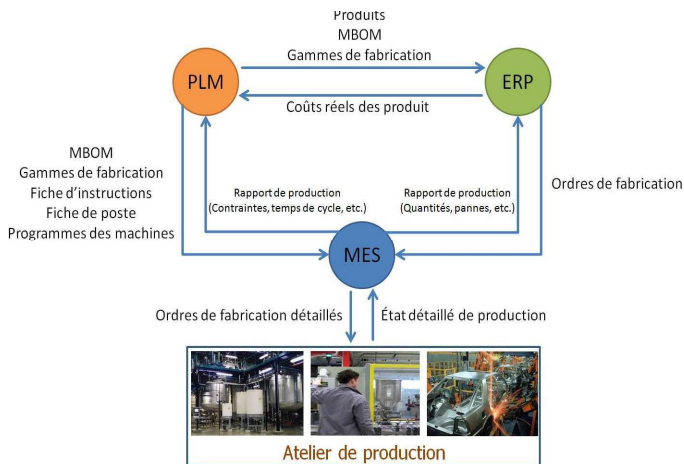 Produits
MBOM
Gammes de fabrication
PLM
ERP
Coûts réels des produit
MBOM
Gammes de fabrication
Fiche d'instructions
Fiche de poste
Programmes des machines
Rapport de production
(Contraintes, temps de cycle, etc.)
Rapport de production
(Quantités, pannes, etc.)
Ordres de fabrication
MES
Ordres de fabrication détaillés
État détaillé de production
Atelier de production